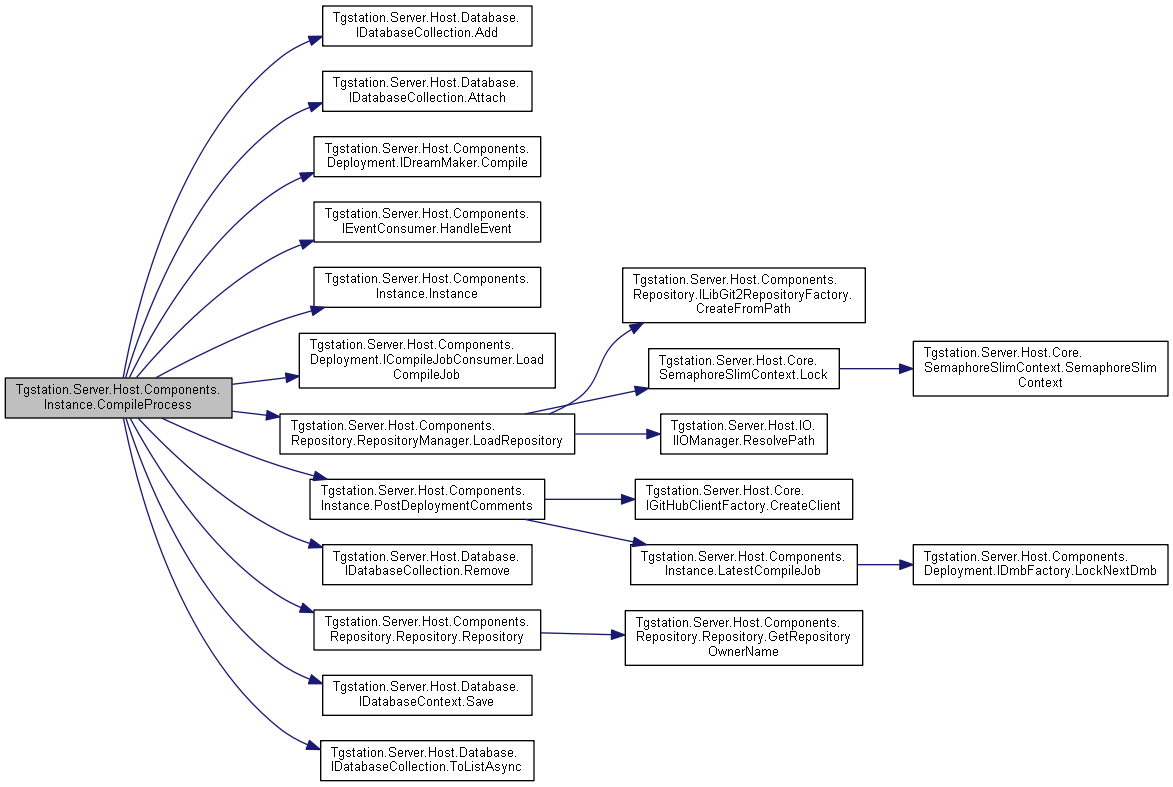 Tgstation.Server.Host.Components.
Instance.CompileProcess
Tgstation.Server.Host.Database.
IDatabaseCollection.Add
Tgstation.Server.Host.Database.
IDatabaseCollection.Attach
Tgstation.Server.Host.Components.
Deployment.IDreamMaker.Compile
Tgstation.Server.Host.Components.
IEventConsumer.HandleEvent
Tgstation.Server.Host.Components.
Instance.Instance
Tgstation.Server.Host.Components.
Deployment.ICompileJobConsumer.Load
CompileJob
Tgstation.Server.Host.Components.
Repository.RepositoryManager.LoadRepository
Tgstation.Server.Host.Components.
Repository.ILibGit2RepositoryFactory.
CreateFromPath
Tgstation.Server.Host.Core.
SemaphoreSlimContext.Lock
Tgstation.Server.Host.Core.
SemaphoreSlimContext.SemaphoreSlim
Context
Tgstation.Server.Host.IO.
IIOManager.ResolvePath
Tgstation.Server.Host.Components.
Instance.PostDeploymentComments
Tgstation.Server.Host.Core.
IGitHubClientFactory.CreateClient
Tgstation.Server.Host.Components.
Instance.LatestCompileJob
Tgstation.Server.Host.Components.
Deployment.IDmbFactory.LockNextDmb
Tgstation.Server.Host.Database.
IDatabaseCollection.Remove
Tgstation.Server.Host.Components.
Repository.Repository.Repository
Tgstation.Server.Host.Components.
Repository.Repository.GetRepository
OwnerName
Tgstation.Server.Host.Database.
IDatabaseContext.Save
Tgstation.Server.Host.Database.
IDatabaseCollection.ToListAsync